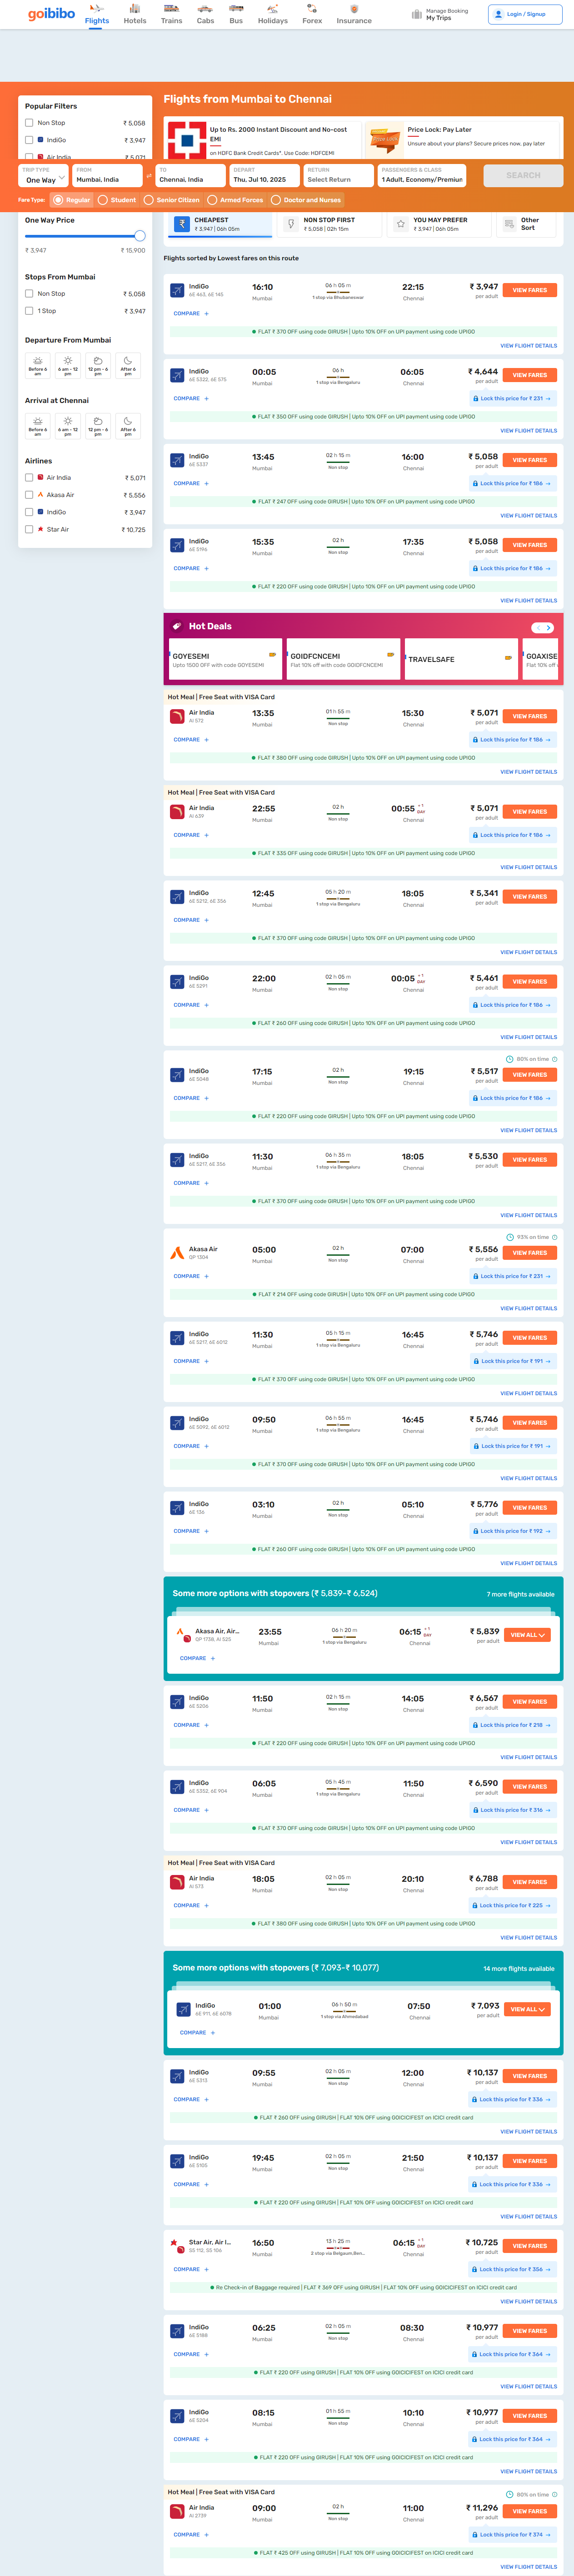 goibibo
Flights
Hotels
Trains
Cabs
Bus
Holidays
Forex
Insurance
Manage Booking
My Trips
Login / Signup
Popular Filters
Non Stop ₹ 5,058
IndiGo ₹ 3,947
Air India ₹ 5,071
Flights from Mumbai to Chennai
Up to Rs. 2000 Instant Discount and No-cost
EMI
on HDFC Bank Credit Cards*. Use Code: HDFCEMI
Price Lock: Pay Later
Unsure about your plans? Secure prices now, pay later
TRIP TYPE
One Way
FROM
Mumbai, India
TO
Chennai, India
DEPART
Thu, Jul 10, 2025
RETURN
Select Return
PASSENGERS & CLASS
1 Adult, Economy/Premium
SEARCH
Fare Type: Regular Student Senior Citizen Armed Forces Doctor and Nurses
One Way Price
₹ 3,947 ₹ 15,900
Stops From Mumbai
Non Stop ₹ 5,058
1 Stop ₹ 3,947
Departure From Mumbai
Before 6 am
6 am - 12 pm
12 pm - 6 pm
After 6 pm
Arrival at Chennai
Before 6 am
6 am - 12 pm
12 pm - 6 pm
After 6 pm
Airlines
Air India ₹ 5,071
Akasa Air ₹ 5,556
IndiGo ₹ 3,947
Star Air ₹ 10,725
CHEAPEST
₹ 3,947 | 06h 05m
NON STOP FIRST
₹ 5,058 | 02h 15m
YOU MAY PREFER
₹ 3,947 | 06h 05m
Other
Sort
Flights sorted by Lowest fares on this route
IndiGo 16:10 06 h 05 m 22:15 ₹ 3,947 VIEW FARES
6E 463, 6E 145 Mumbai 1 stop via Bhubaneswar Chennai per adult
COMPARE +
FLAT ₹ 370 OFF using code GIRUSH | Upto 10% OFF on UPI payment using code UPIGO
VIEW FLIGHT DETAILS
IndiGo 00:05 06 h 06:05 ₹ 4,644 VIEW FARES
6E 5322, 6E 575 Mumbai 1 stop via Bengaluru Chennai per adult
COMPARE + Lock this price for ₹ 231 →
FLAT ₹ 350 OFF using code GIRUSH | Upto 10% OFF on UPI payment using code UPIGO
VIEW FLIGHT DETAILS
IndiGo 13:45 02 h 15 m 16:00 ₹ 5,058 VIEW FARES
6E 5337 Mumbai Non stop Chennai per adult
COMPARE + Lock this price for ₹ 186 →
FLAT ₹ 247 OFF using code GIRUSH | Upto 10% OFF on UPI payment using code UPIGO
VIEW FLIGHT DETAILS
IndiGo 15:35 02 h 17:35 ₹ 5,058 VIEW FARES
6E 5196 Mumbai Non stop Chennai per adult
COMPARE + Lock this price for ₹ 186 →
FLAT ₹ 220 OFF using code GIRUSH | Upto 10% OFF on UPI payment using code UPIGO
VIEW FLIGHT DETAILS
Hot Deals
GOYESEMI
Upto 1500 OFF with code GOYESEMI
GOIDFCNCEMI
Flat 10% off with code GOIDFCNCEMI
TRAVELSAFE
GOAXISE
Flat 10% off
Hot Meal | Free Seat with VISA Card
Air India 13:35 01 h 55 m 15:30 ₹ 5,071 VIEW FARES
AI 572 Mumbai Non stop Chennai per adult
COMPARE + Lock this price for ₹ 186 →
FLAT ₹ 380 OFF using code GIRUSH | Upto 10% OFF on UPI payment using code UPIGO
VIEW FLIGHT DETAILS
Hot Meal | Free Seat with VISA Card
Air India 22:55 02 h 00:55 +1 DAY ₹ 5,071 VIEW FARES
AI 639 Mumbai Non stop Chennai per adult
COMPARE + Lock this price for ₹ 186 →
FLAT ₹ 335 OFF using code GIRUSH | Upto 10% OFF on UPI payment using code UPIGO
VIEW FLIGHT DETAILS
IndiGo 12:45 05 h 20 m 18:05 ₹ 5,341 VIEW FARES
6E 5212, 6E 356 Mumbai 1 stop via Bengaluru Chennai per adult
COMPARE +
FLAT ₹ 370 OFF using code GIRUSH | Upto 10% OFF on UPI payment using code UPIGO
VIEW FLIGHT DETAILS
IndiGo 22:00 02 h 05 m 00:05 +1 DAY ₹ 5,461 VIEW FARES
6E 5291 Mumbai Non stop Chennai per adult
COMPARE + Lock this price for ₹ 186 →
FLAT ₹ 260 OFF using code GIRUSH | Upto 10% OFF on UPI payment using code UPIGO
VIEW FLIGHT DETAILS
80% on time
IndiGo 17:15 02 h 19:15 ₹ 5,517 VIEW FARES
6E 5048 Mumbai Non stop Chennai per adult
COMPARE + Lock this price for ₹ 186 →
FLAT ₹ 220 OFF using code GIRUSH | Upto 10% OFF on UPI payment using code UPIGO
VIEW FLIGHT DETAILS
IndiGo 11:30 06 h 35 m 18:05 ₹ 5,530 VIEW FARES
6E 5217, 6E 356 Mumbai 1 stop via Bengaluru Chennai per adult
COMPARE +
FLAT ₹ 370 OFF using code GIRUSH | Upto 10% OFF on UPI payment using code UPIGO
VIEW FLIGHT DETAILS
93% on time
Akasa Air 05:00 02 h 07:00 ₹ 5,556 VIEW FARES
QP 1304 Mumbai Non stop Chennai per adult
COMPARE + Lock this price for ₹ 231 →
FLAT ₹ 214 OFF using code GIRUSH | Upto 10% OFF on UPI payment using code UPIGO
VIEW FLIGHT DETAILS
IndiGo 11:30 05 h 15 m 16:45 ₹ 5,746 VIEW FARES
6E 5217, 6E 6012 Mumbai 1 stop via Bengaluru Chennai per adult
COMPARE + Lock this price for ₹ 191 →
FLAT ₹ 370 OFF using code GIRUSH | Upto 10% OFF on UPI payment using code UPIGO
VIEW FLIGHT DETAILS
IndiGo 09:50 06 h 55 m 16:45 ₹ 5,746 VIEW FARES
6E 5092, 6E 6012 Mumbai 1 stop via Bengaluru Chennai per adult
COMPARE + Lock this price for ₹ 191 →
FLAT ₹ 370 OFF using code GIRUSH | Upto 10% OFF on UPI payment using code UPIGO
VIEW FLIGHT DETAILS
IndiGo 03:10 02 h 05:10 ₹ 5,776 VIEW FARES
6E 136 Mumbai Non stop Chennai per adult
COMPARE + Lock this price for ₹ 192 →
FLAT ₹ 260 OFF using code GIRUSH | Upto 10% OFF on UPI payment using code UPIGO
VIEW FLIGHT DETAILS
Some more options with stopovers (₹ 5,839-₹ 6,524) 7 more flights available
Akasa Air, Air... 23:55 06 h 20 m 06:15 +1 DAY ₹ 5,839 VIEW ALL
QP 1738, AI 525 Mumbai 1 stop via Bengaluru Chennai per adult
COMPARE +
IndiGo 11:50 02 h 15 m 14:05 ₹ 6,567 VIEW FARES
6E 5206 Mumbai Non stop Chennai per adult
COMPARE + Lock this price for ₹ 218 →
FLAT ₹ 220 OFF using code GIRUSH | Upto 10% OFF on UPI payment using code UPIGO
VIEW FLIGHT DETAILS
IndiGo 06:05 05 h 45 m 11:50 ₹ 6,590 VIEW FARES
6E 5352, 6E 904 Mumbai 1 stop via Bengaluru Chennai per adult
COMPARE + Lock this price for ₹ 316 →
FLAT ₹ 370 OFF using code GIRUSH | Upto 10% OFF on UPI payment using code UPIGO
VIEW FLIGHT DETAILS
Hot Meal | Free Seat with VISA Card
Air India 18:05 02 h 05 m 20:10 ₹ 6,788 VIEW FARES
AI 573 Mumbai Non stop Chennai per adult
COMPARE + Lock this price for ₹ 225 →
FLAT ₹ 380 OFF using code GIRUSH | Upto 10% OFF on UPI payment using code UPIGO
VIEW FLIGHT DETAILS
Some more options with stopovers (₹ 7,093-₹ 10,077) 14 more flights available
IndiGo 01:00 06 h 50 m 07:50 ₹ 7,093 VIEW ALL
6E 911, 6E 6078 Mumbai 1 stop via Ahmedabad Chennai per adult
COMPARE +
IndiGo 09:55 02 h 05 m 12:00 ₹ 10,137 VIEW FARES
6E 5313 Mumbai Non stop Chennai per adult
COMPARE + Lock this price for ₹ 336 →
FLAT ₹ 260 OFF using GIRUSH | FLAT 10% OFF using GOICICIFEST on ICICI credit card
VIEW FLIGHT DETAILS
IndiGo 19:45 02 h 05 m 21:50 ₹ 10,137 VIEW FARES
6E 5105 Mumbai Non stop Chennai per adult
COMPARE + Lock this price for ₹ 336 →
FLAT ₹ 220 OFF using GIRUSH | FLAT 10% OFF using GOICICIFEST on ICICI credit card
VIEW FLIGHT DETAILS
Star Air, Air I... 16:50 13 h 25 m 06:15 +1 DAY ₹ 10,725 VIEW FARES
S5 112, S5 106 Mumbai 2 stop via Belgaum,Ben... Chennai per adult
COMPARE + Lock this price for ₹ 356 →
Re Check-in of Baggage required | FLAT ₹ 369 OFF using GIRUSH | FLAT 10% OFF using GOICICIFEST on ICICI credit card
VIEW FLIGHT DETAILS
IndiGo 06:25 02 h 05 m 08:30 ₹ 10,977 VIEW FARES
6E 5188 Mumbai Non stop Chennai per adult
COMPARE + Lock this price for ₹ 364 →
FLAT ₹ 220 OFF using GIRUSH | FLAT 10% OFF using GOICICIFEST on ICICI credit card
VIEW FLIGHT DETAILS
IndiGo 08:15 01 h 55 m 10:10 ₹ 10,977 VIEW FARES
6E 5204 Mumbai Non stop Chennai per adult
COMPARE + Lock this price for ₹ 364 →
FLAT ₹ 220 OFF using GIRUSH | FLAT 10% OFF using GOICICIFEST on ICICI credit card
VIEW FLIGHT DETAILS
Hot Meal | Free Seat with VISA Card 80% on time
Air India 09:00 02 h 11:00 ₹ 11,296 VIEW FARES
AI 2739 Mumbai Non stop Chennai per adult
COMPARE + Lock this price for ₹ 374 →
FLAT ₹ 425 OFF using GIRUSH | FLAT 10% OFF using GOICICIFEST on ICICI credit card
VIEW FLIGHT DETAILS